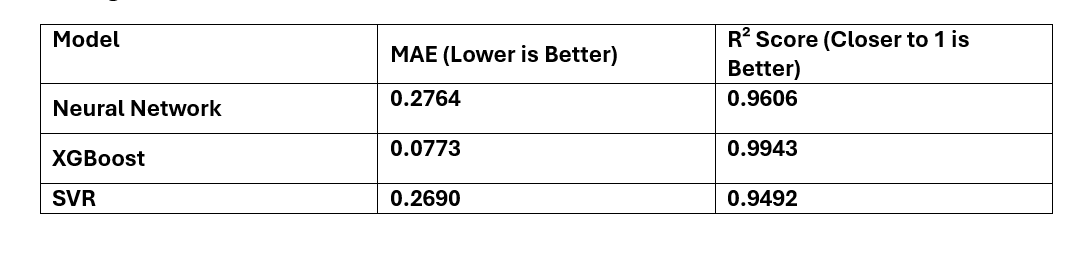 Model
MAE (Lower is Better)
R² Score (Closer to 1 is
Better)
Neural Network
0.2764
0.9606
XGBoost
0.0773
0.9943
SVR
0.2690
0.9492